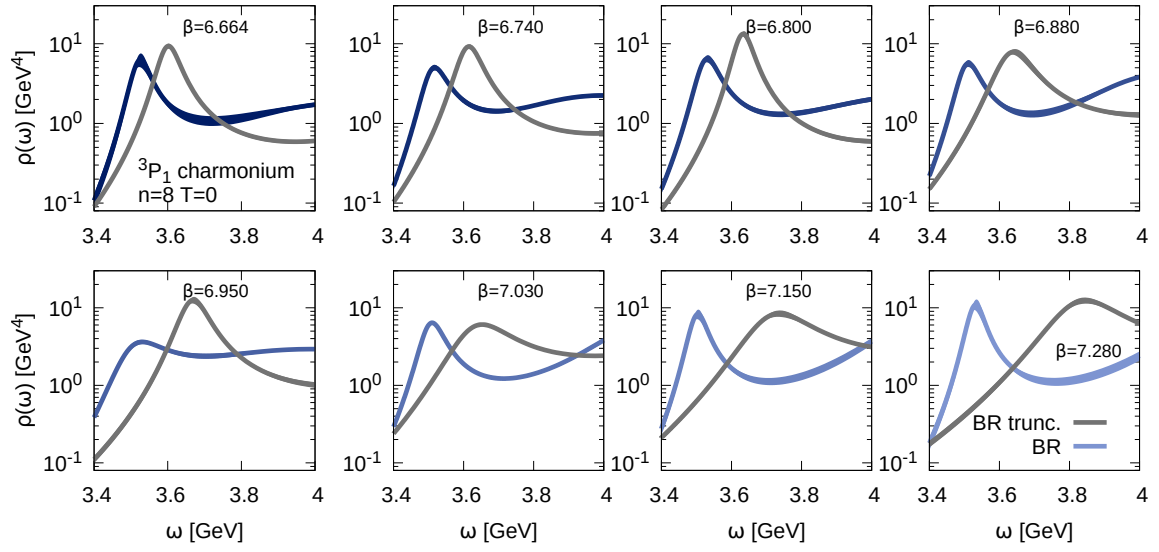 β=6.664 β=6.740 β=6.800 β=6.880
ρ(ω) [GeV⁴]
10¹ 10¹ 10¹ 10¹
10⁰ 10⁰ 10⁰ 10⁰
³P₁ charmonium
n=8 T=0
10⁻¹ 10⁻¹ 10⁻¹ 10⁻¹
3.4 3.6 3.8 4 3.4 3.6 3.8 4 3.4 3.6 3.8 4 3.4 3.6 3.8 4
β=6.950 β=7.030 β=7.150
ρ(ω) [GeV⁴]
10¹ 10¹ 10¹ 10¹
β=7.280
10⁰ 10⁰ 10⁰ 10⁰
BR trunc.
BR
10⁻¹ 10⁻¹ 10⁻¹ 10⁻¹
3.4 3.6 3.8 4 3.4 3.6 3.8 4 3.4 3.6 3.8 4 3.4 3.6 3.8 4
ω [GeV] ω [GeV] ω [GeV] ω [GeV]